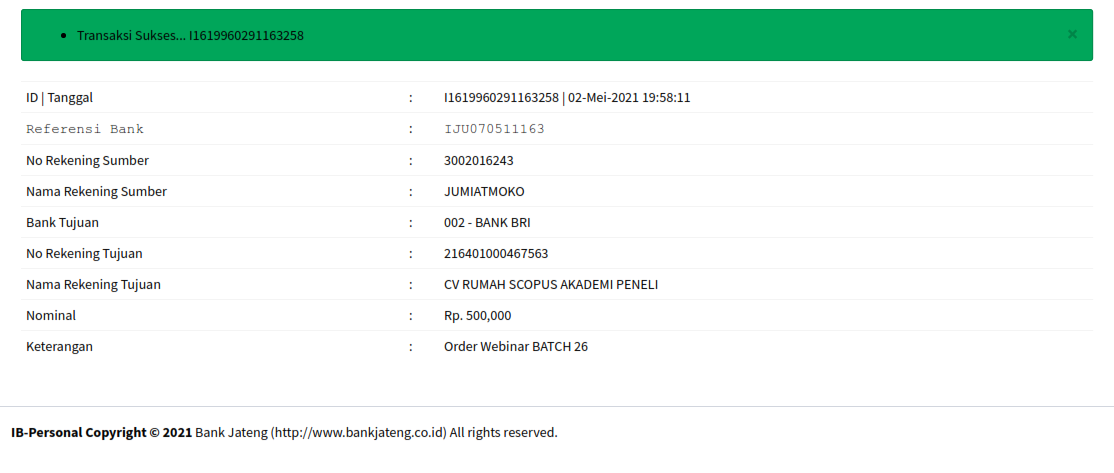 Transaksi Sukses... I1619960291163258 ×
ID | Tanggal : I1619960291163258 | 02-Mei-2021 19:58:11
Referensi Bank : IJU070511163
No Rekening Sumber : 3002016243
Nama Rekening Sumber : JUMIATMOKO
Bank Tujuan : 002 - BANK BRI
No Rekening Tujuan : 216401000467563
Nama Rekening Tujuan : CV RUMAH SCOPUS AKADEMI PENELI
Nominal : Rp. 500,000
Keterangan : Order Webinar BATCH 26
IB-Personal Copyright © 2021 Bank Jateng (http://www.bankjateng.co.id) All rights reserved.